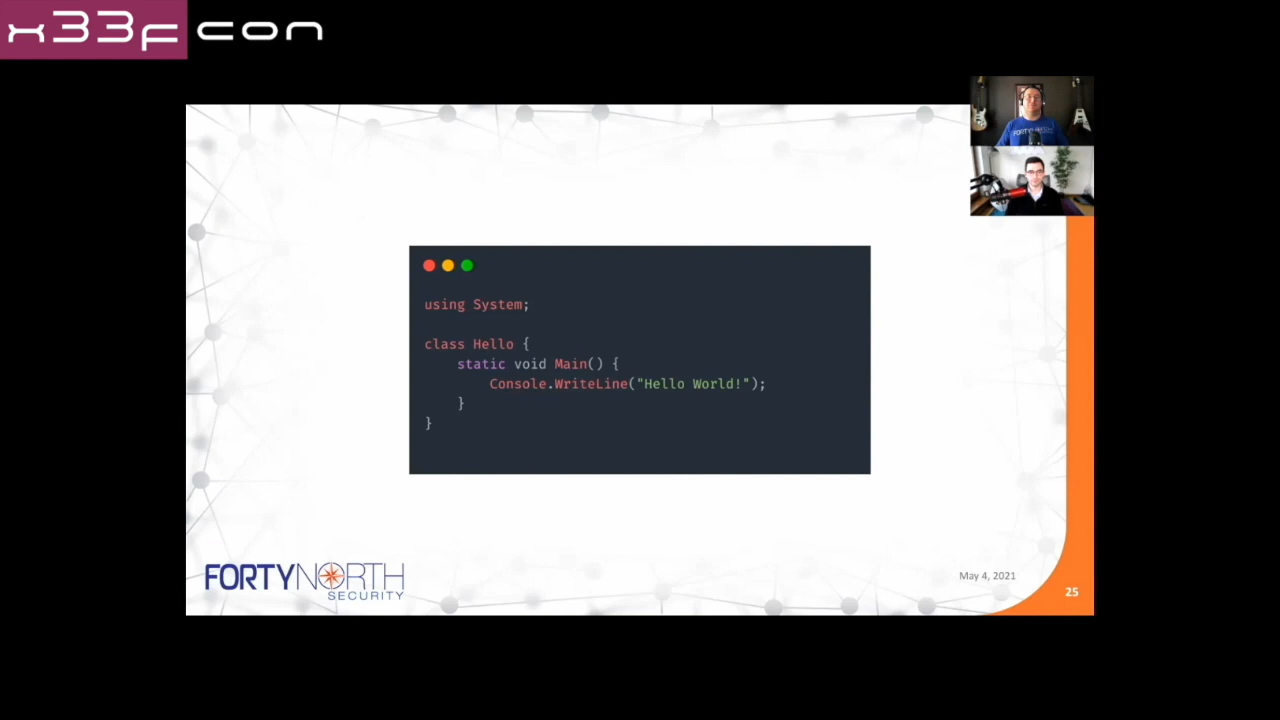 x33fcon
using System;
class Hello {
    static void Main() {
        Console.WriteLine("Hello World!");
    }
}
FORTYNORTH
SECURITY
May 4, 2021
25